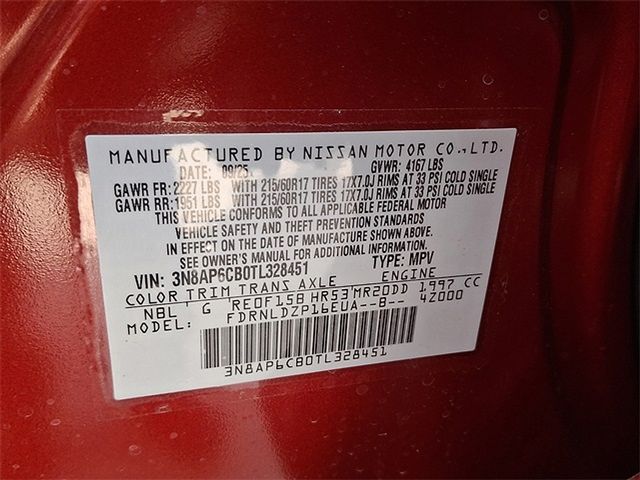 MANUFACTURED BY NISSAN MOTOR CO., LTD.
DATE: 09/25 GVWR: 4167 LBS
GAWR FR: 2227 LBS WITH 215/60R17 TIRES 17X7.0J RIMS AT 33 PSI COLD SINGLE
GAWR RR: 1951 LBS WITH 215/60R17 TIRES 17X7.0J RIMS AT 33 PSI COLD SINGLE
THIS VEHICLE CONFORMS TO ALL APPLICABLE FEDERAL MOTOR
VEHICLE SAFETY AND THEFT PREVENTION STANDARDS
IN EFFECT ON THE DATE OF MANUFACTURE SHOWN ABOVE.
SEE OWNER'S MANUAL FOR ADDITIONAL INFORMATION.
VIN: 3N8AP6CB0TL328451 TYPE: MPV
COLOR TRIM TRANS AXLE ENGINE
NBL G RE0F15B HR53 MR20DD 1997 CC
MODEL: FDRNLDZP16EUA--B-- 4Z000
3N8AP6CB0TL328451